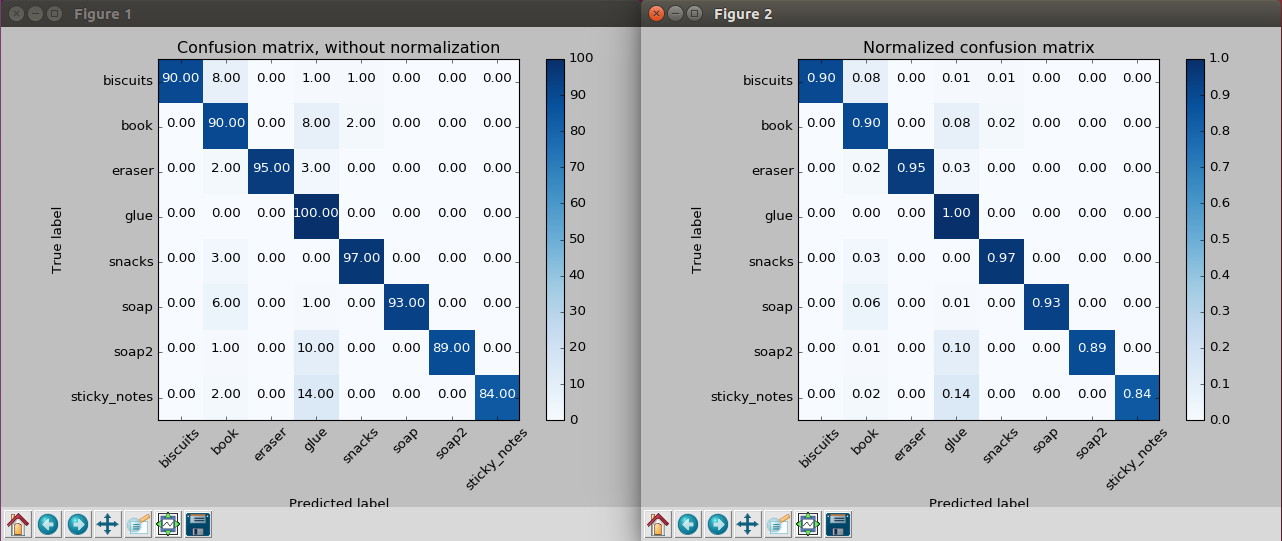 Figure 1
Confusion matrix, without normalization
biscuits 90.00 8.00 0.00 1.00 1.00 0.00 0.00 0.00
book 0.00 90.00 0.00 8.00 2.00 0.00 0.00 0.00
eraser 0.00 2.00 95.00 3.00 0.00 0.00 0.00 0.00
glue 0.00 0.00 0.00 100.00 0.00 0.00 0.00 0.00
snacks 0.00 3.00 0.00 0.00 97.00 0.00 0.00 0.00
soap 0.00 6.00 0.00 1.00 0.00 93.00 0.00 0.00
soap2 0.00 1.00 0.00 10.00 0.00 0.00 89.00 0.00
sticky_notes 0.00 2.00 0.00 14.00 0.00 0.00 0.00 84.00
True label
biscuits book eraser glue snacks soap soap2 sticky_notes
Predicted label
100
90
80
70
60
50
40
30
20
10
0
Figure 2
Normalized confusion matrix
biscuits 0.90 0.08 0.00 0.01 0.01 0.00 0.00 0.00
book 0.00 0.90 0.00 0.08 0.02 0.00 0.00 0.00
eraser 0.00 0.02 0.95 0.03 0.00 0.00 0.00 0.00
glue 0.00 0.00 0.00 1.00 0.00 0.00 0.00 0.00
snacks 0.00 0.03 0.00 0.00 0.97 0.00 0.00 0.00
soap 0.00 0.06 0.00 0.01 0.00 0.93 0.00 0.00
soap2 0.00 0.01 0.00 0.10 0.00 0.00 0.89 0.00
sticky_notes 0.00 0.02 0.00 0.14 0.00 0.00 0.00 0.84
True label
biscuits book eraser glue snacks soap soap2 sticky_notes
Predicted label
1.0
0.9
0.8
0.7
0.6
0.5
0.4
0.3
0.2
0.1
0.0